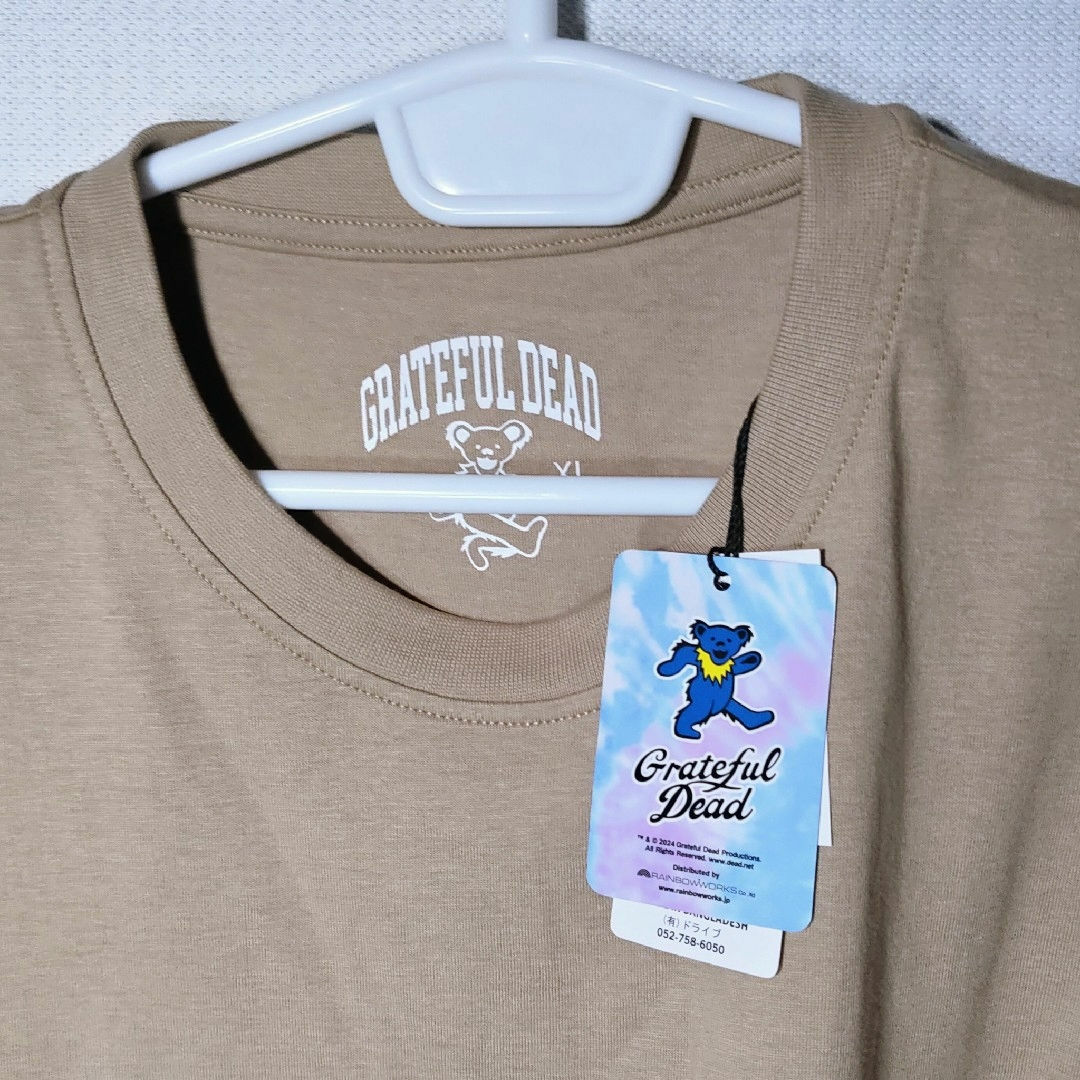 GRATEFUL DEAD
XL
Grateful
Dead
™ & © 2024 Grateful Dead Productions.
All Rights Reserved. www.dead.net
Distributed by
RAINBOWWORKS Co.,ltd
www.rainbowworks.jp
BANGLADESH
(有)ドライブ
052-758-6050